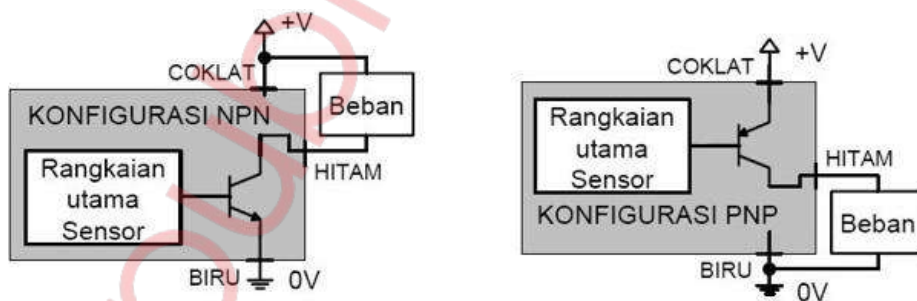 +V
COKLAT
KONFIGURASI NPN
Beban
Rangkaian
utama
Sensor
HITAM
BIRU
0V
+V
COKLAT
Rangkaian
utama
Sensor
HITAM
KONFIGURASI PNP
Beban
BIRU
0V